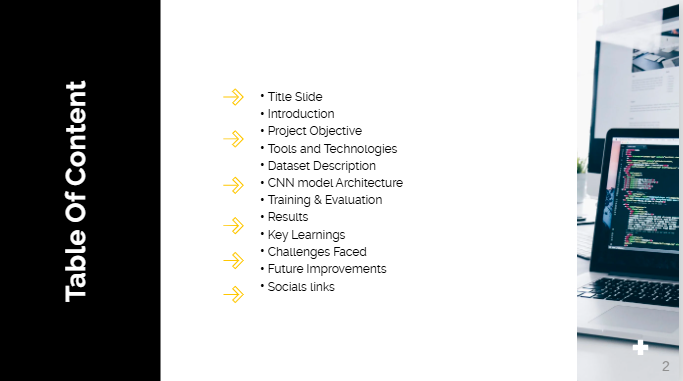 Table Of Content
• Title Slide
• Introduction
• Project Objective
• Tools and Technologies
• Dataset Description
• CNN model Architecture
• Training & Evaluation
• Results
• Key Learnings
• Challenges Faced
• Future Improvements
• Socials links
2